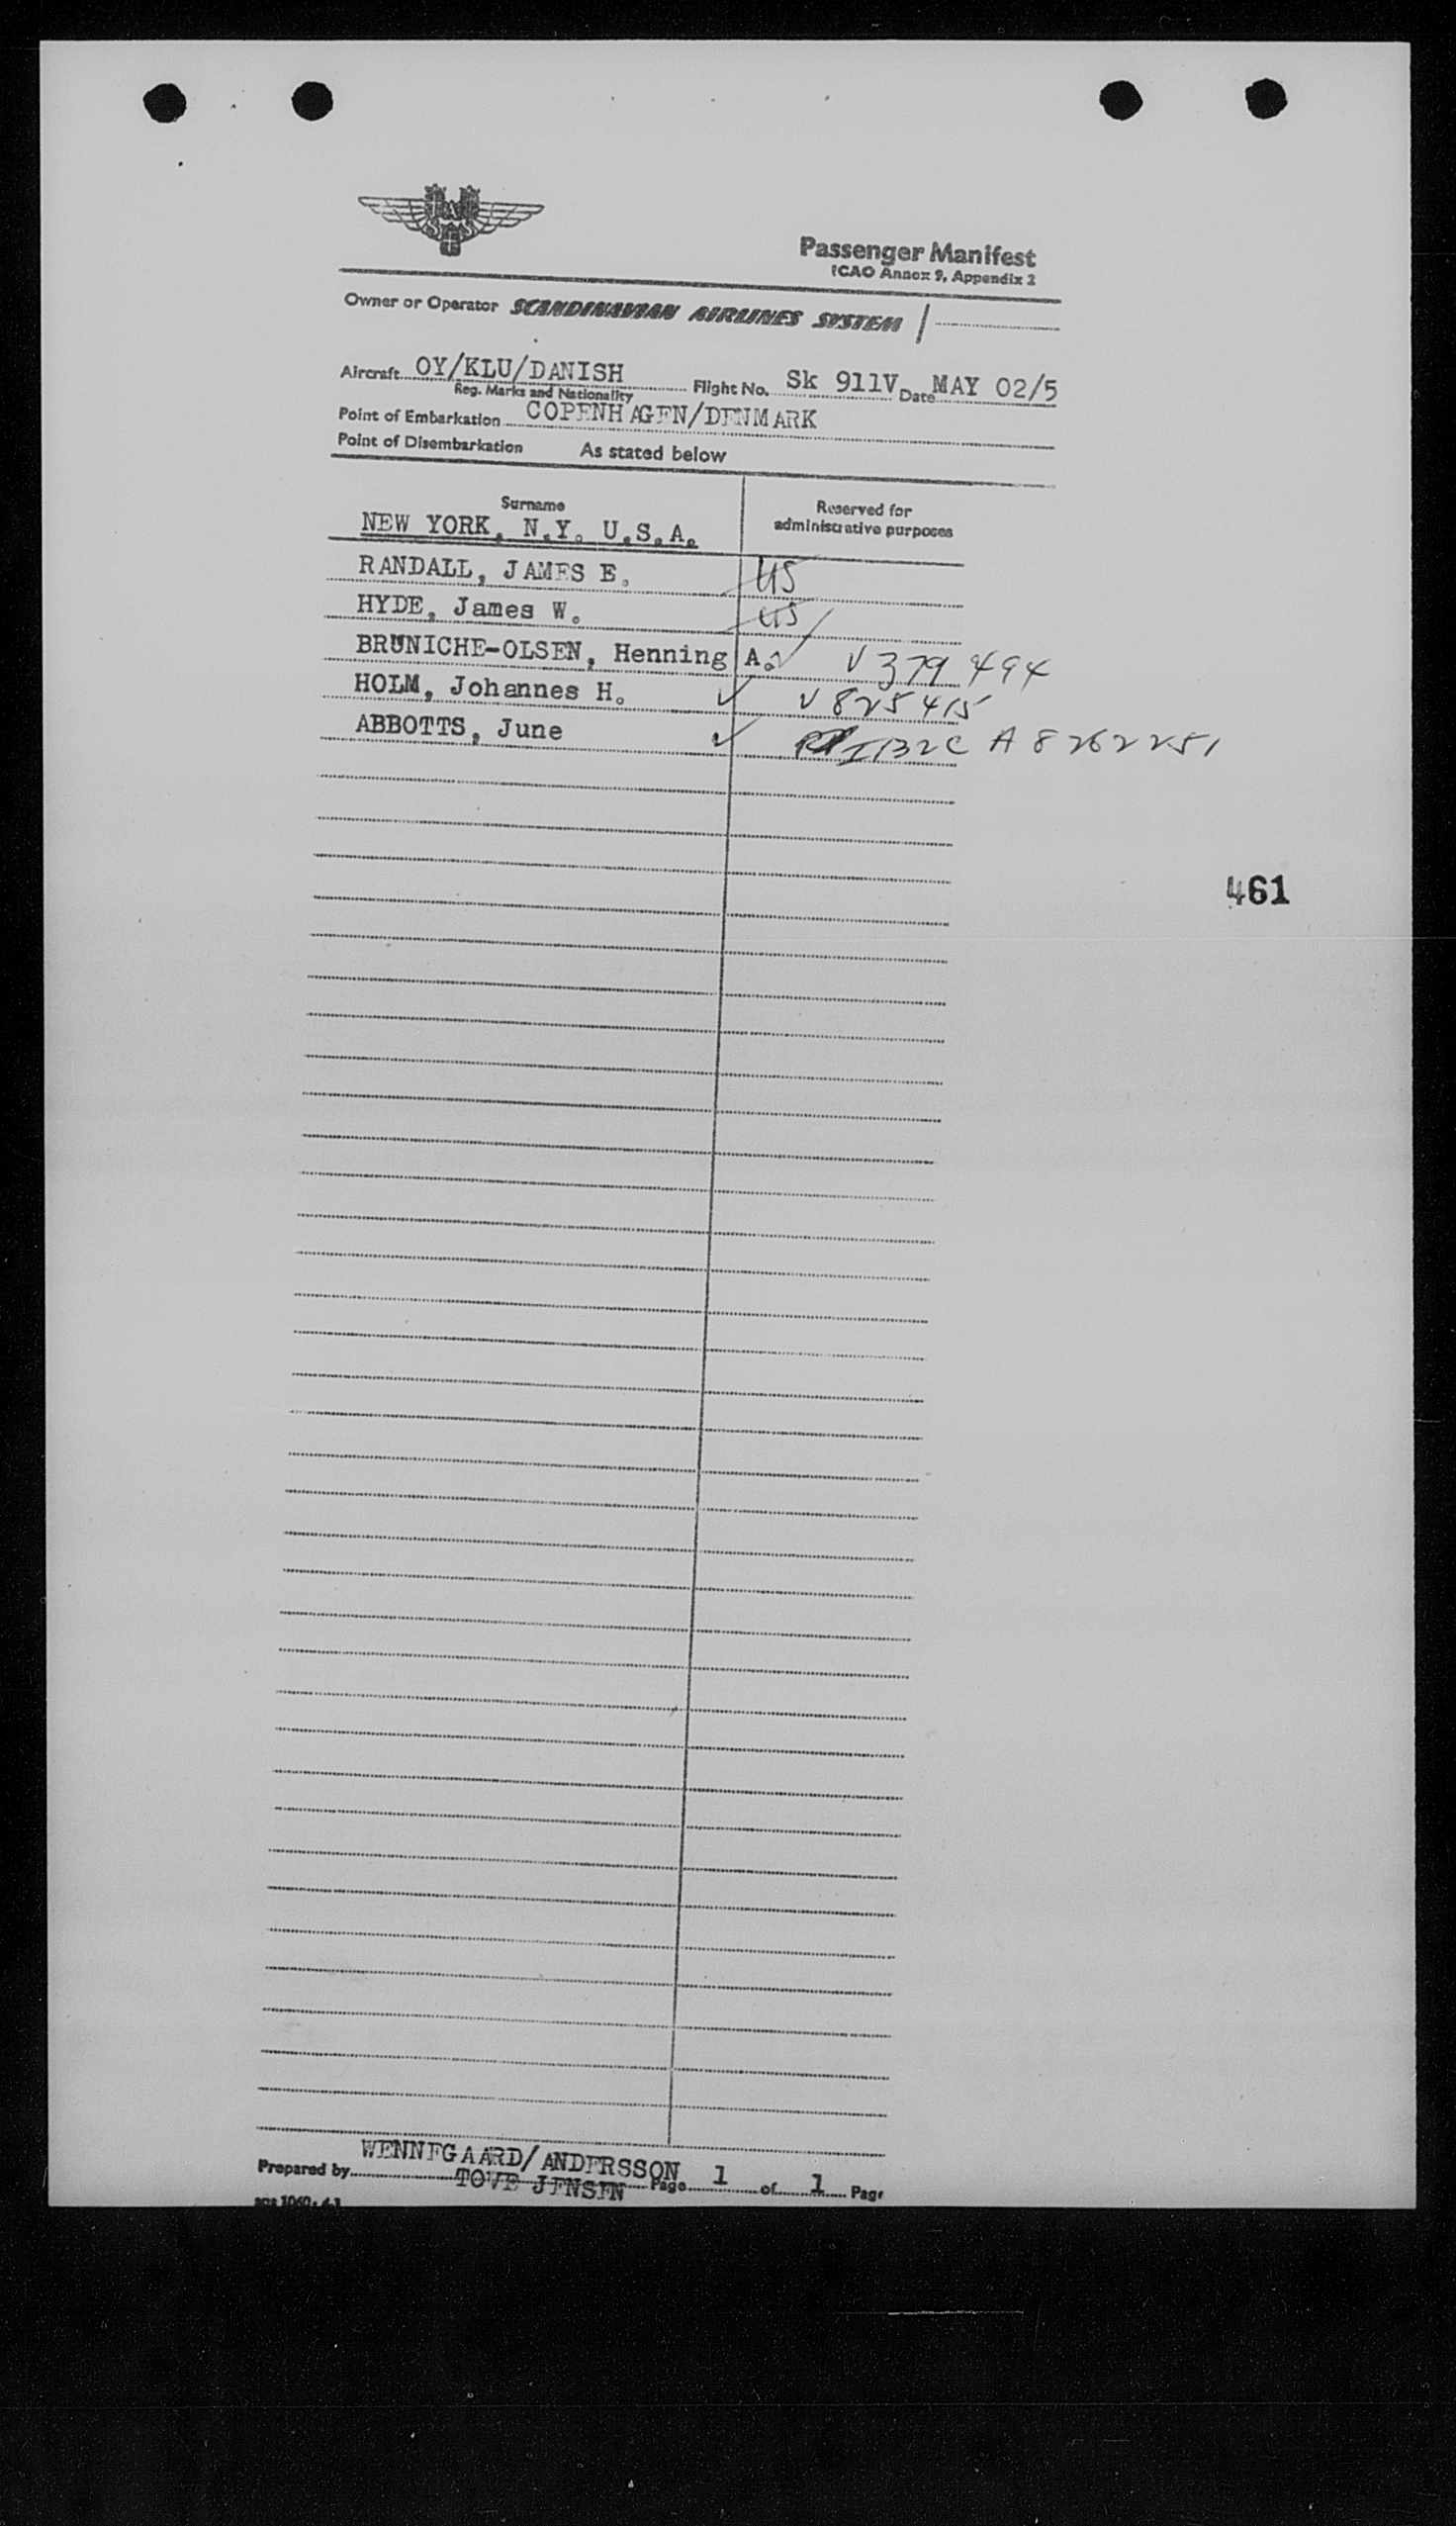 Passenger Manifest
ICAO Annex 9, Appendix 2
Owner or Operator SCANDINAVIAN AIRLINES SYSTEM
Aircraft OY/KLU/DANISH Flight No. Sk 911V Date MAY 02/5
Reg. Marks and Nationality
Point of Embarkation COPENHAGEN/DENMARK
Point of Disembarkation As stated below
Surname Reserved for administrative purposes
NEW YORK, N.Y. U.S.A.
RANDALL, JAMES E. US
HYDE, James W. US
BRUNICHE-OLSEN, Henning A. V 379 494
HOLM, Johannes H. V 825415
ABBOTTS, June A 8262251
461
WENNEGAARD/ANDERSSON
Prepared by TOVE JENSEN Page 1 of 1 Page